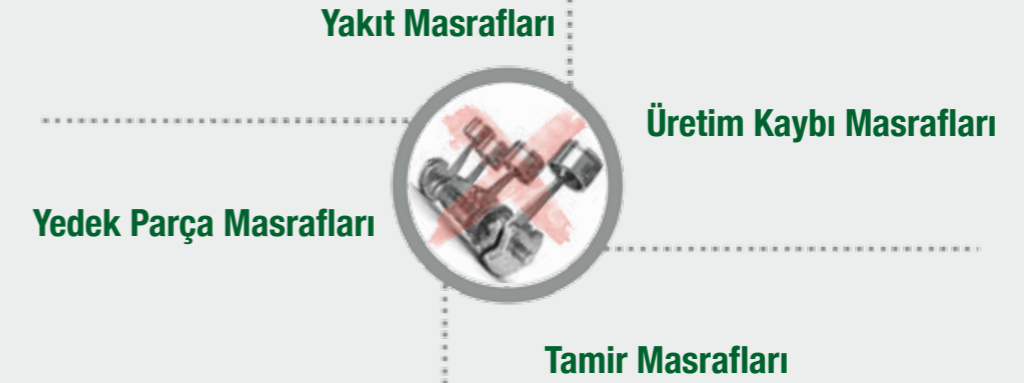 Yakıt Masrafları
Üretim Kaybı Masrafları
Yedek Parça Masrafları
Tamir Masrafları